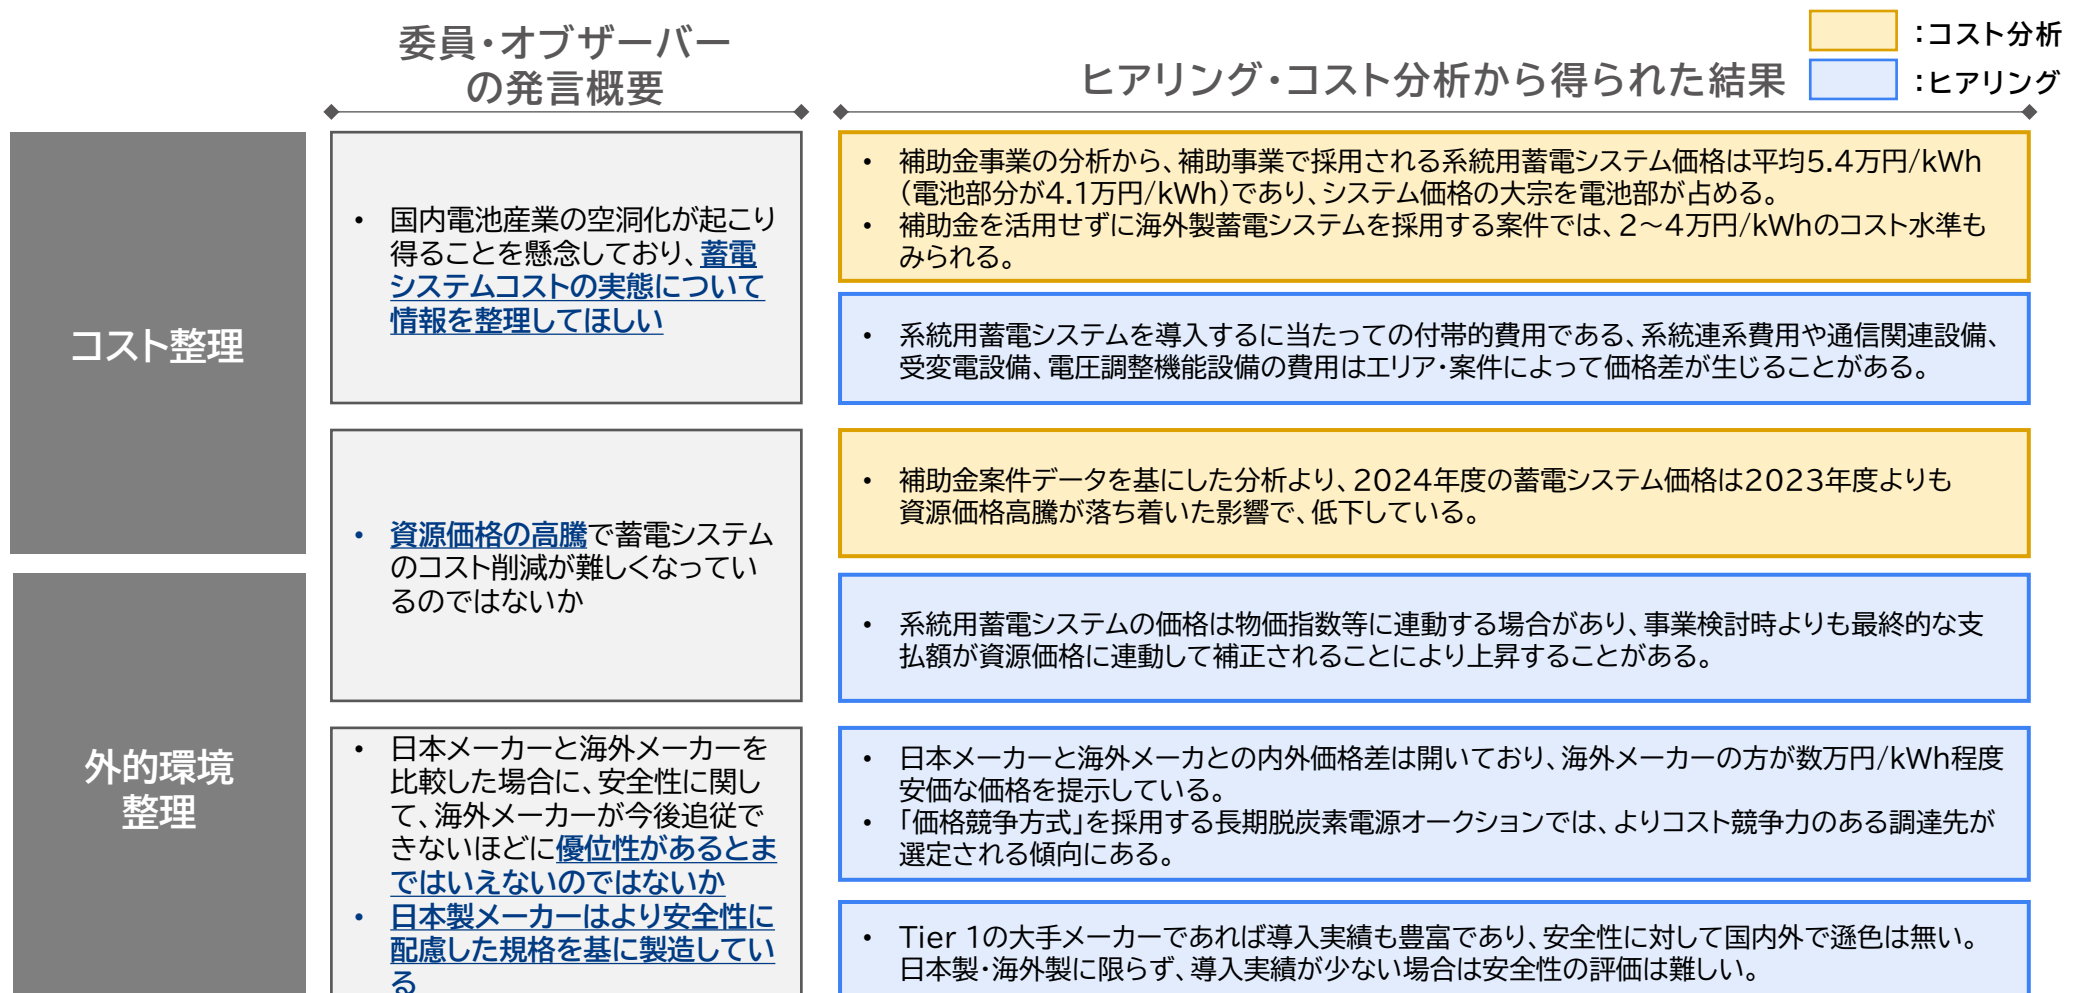 委員・オブザーバー
の発言概要
ヒアリング・コスト分析から得られた結果
：コスト分析
：ヒアリング
コスト整理
• 国内電池産業の空洞化が起こり
得ることを懸念しており、蓄電
システムコストの実態について
情報を整理してほしい
• 補助金事業の分析から、補助事業で採用される系統用蓄電システム価格は平均5.4万円/kWh
（電池部分が4.1万円/kWh）であり、システム価格の大宗を電池部が占める。
• 補助金を活用せずに海外製蓄電システムを採用する案件では、2～4万円/kWhのコスト水準も
みられる。
• 系統用蓄電システムを導入するに当たっての付帯的費用である、系統連系費用や通信関連設備、
受変電設備、電圧調整機能設備の費用はエリア・案件によって価格差が生じることがある。
• 資源価格の高騰で蓄電システム
のコスト削減が難しくなってい
るのではないか
• 補助金案件データを基にした分析より、2024年度の蓄電システム価格は2023年度よりも
資源価格高騰が落ち着いた影響で、低下している。
• 系統用蓄電システムの価格は物価指数等に連動する場合があり、事業検討時よりも最終的な支
払額が資源価格に連動して補正されることにより上昇することがある。
外的環境
整理
• 日本メーカーと海外メーカーを
比較した場合に、安全性に関し
て、海外メーカーが今後追従で
きないほどに優位性があるとま
ではいえないのではないか
• 日本製メーカーはより安全性に
配慮した規格を基に製造してい
る
• 日本メーカーと海外メーカとの内外価格差は開いており、海外メーカーの方が数万円/kWh程度
安価な価格を提示している。
• 「価格競争方式」を採用する長期脱炭素電源オークションでは、よりコスト競争力のある調達先が
選定される傾向にある。
• Tier 1の大手メーカーであれば導入実績も豊富であり、安全性に対して国内外で遜色は無い。
日本製・海外製に限らず、導入実績が少ない場合は安全性の評価は難しい。